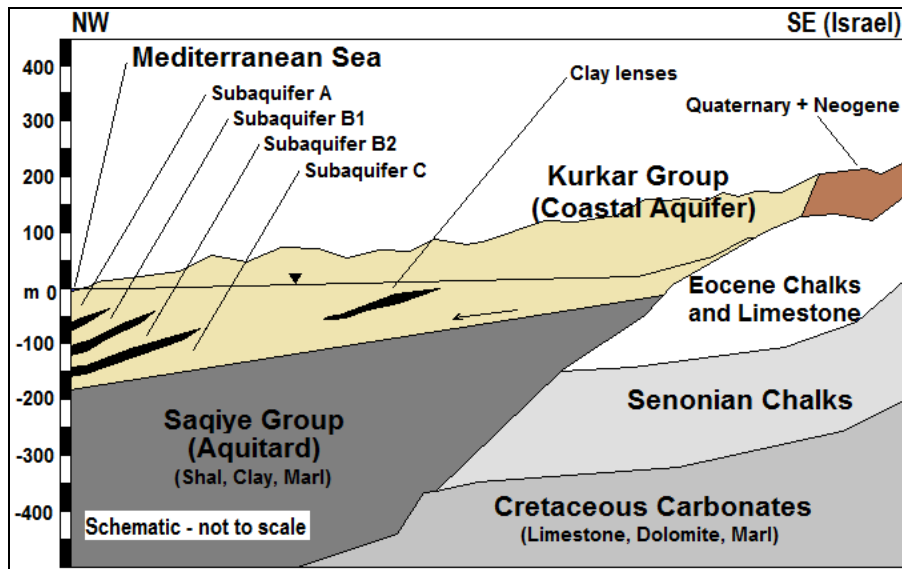 NW
SE (Israel)
Mediterranean Sea
Clay lenses
Subaquifer A
Quaternary + Neogene
Subaquifer B1
Subaquifer B2
Subaquifer C
Kurkar Group
(Coastal Aquifer)
400
300
200
100
m 0
-100
-200
-300
-400
Eocene Chalks
and Limestone
Senonian Chalks
Saqiye Group
(Aquitard)
(Shal, Clay, Marl)
Cretaceous Carbonates
(Limestone, Dolomite, Marl)
Schematic - not to scale